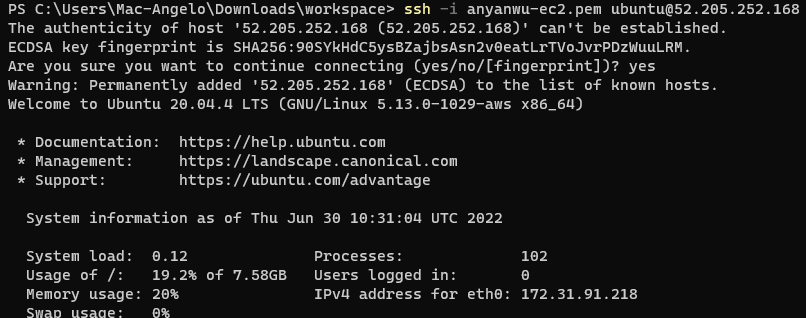 PS C:\Users\Mac-Angelo\Downloads\workspace> ssh -i anyanwu-ec2.pem ubuntu@52.205.252.168
The authenticity of host '52.205.252.168 (52.205.252.168)' can't be established.
ECDSA key fingerprint is SHA256:90SYkHdC5ysBZajbsAsn2v0eatLrTVoJvrPDzWuuLRM.
Are you sure you want to continue connecting (yes/no/[fingerprint])? yes
Warning: Permanently added '52.205.252.168' (ECDSA) to the list of known hosts.
Welcome to Ubuntu 20.04.4 LTS (GNU/Linux 5.13.0-1029-aws x86_64)
* Documentation:  https://help.ubuntu.com
* Management:     https://landscape.canonical.com
* Support:        https://ubuntu.com/advantage
System information as of Thu Jun 30 10:31:04 UTC 2022
System load:  0.12              Processes:             102
Usage of /:   19.2% of 7.58GB   Users logged in:       0
Memory usage: 20%               IPv4 address for eth0: 172.31.91.218
Swap usage:   0%